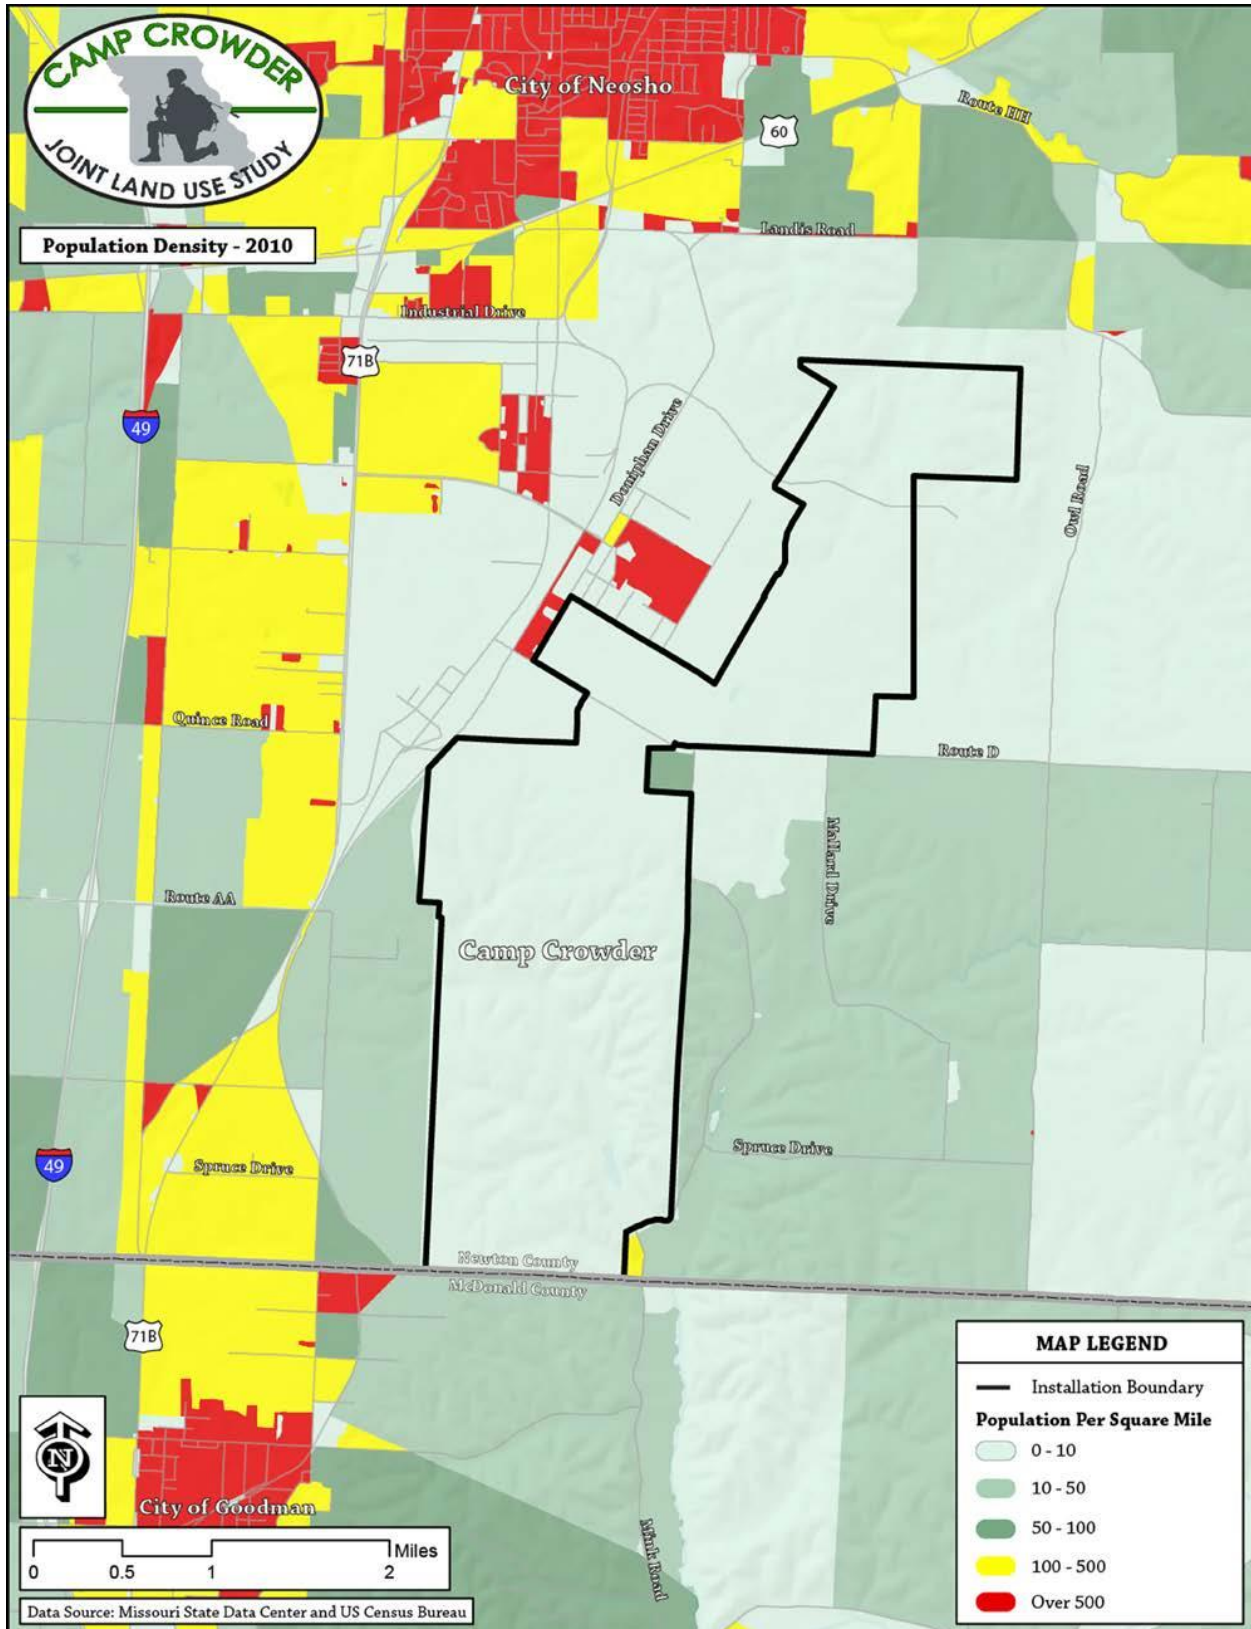 CAMP CROWDER
JOINT LAND USE STUDY
Population Density - 2010
City of Neosho
Route HH
60
Landis Road
Industrial Drive
71B
49
Doniphan Drive
Owl Road
Quince Road
Route D
Mallard Drive
Route AA
Camp Crowder
Spruce Drive
49
Spruce Drive
Newton County
McDonald County
71B
MAP LEGEND
Installation Boundary
Population Per Square Mile
0 - 10
10 - 50
50 - 100
100 - 500
Over 500
N
City of Goodman
Mink Road
Miles
0 0.5 1 2
Data Source: Missouri State Data Center and US Census Bureau